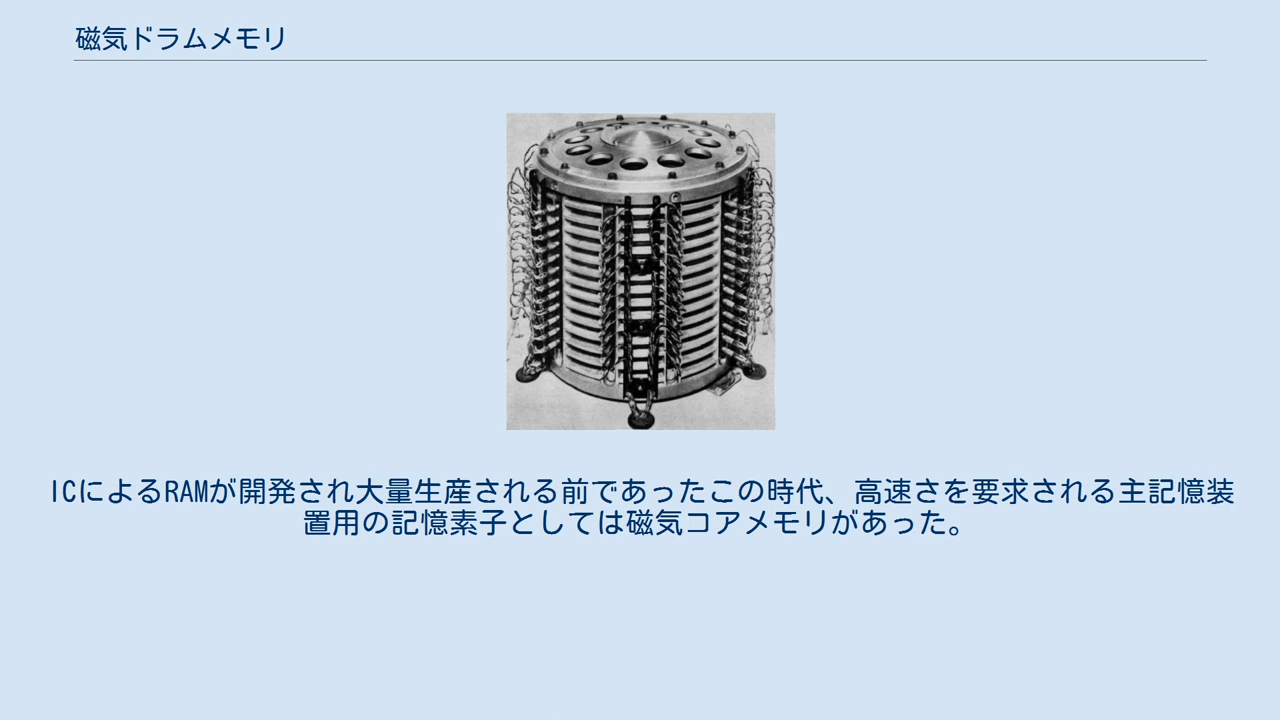 磁気ドラムメモリ
ICによるRAMが開発され大量生産される前であったこの時代、高速さを要求される主記憶装
置用の記憶素子としては磁気コアメモリがあった。